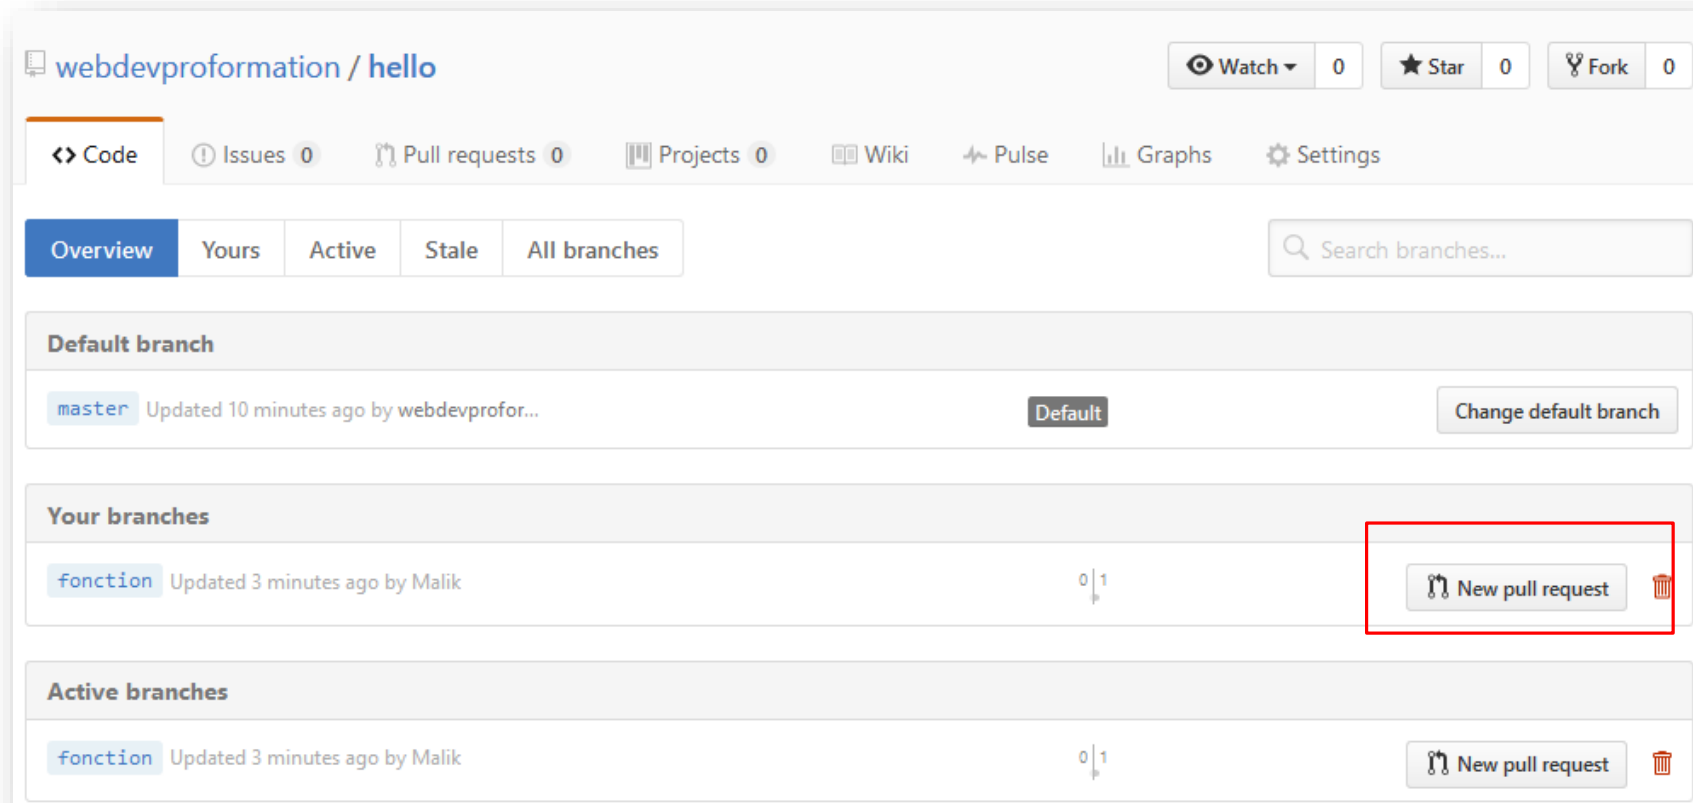 webdevproformation / hello
Watch 0 Star 0 Fork 0
Code Issues 0 Pull requests 0 Projects 0 Wiki Pulse Graphs Settings
Overview Yours Active Stale All branches Search branches...
Default branch
master Updated 10 minutes ago by webdevprofor... Default Change default branch
Your branches
fonction Updated 3 minutes ago by Malik 0 1 New pull request
Active branches
fonction Updated 3 minutes ago by Malik 0 1 New pull request